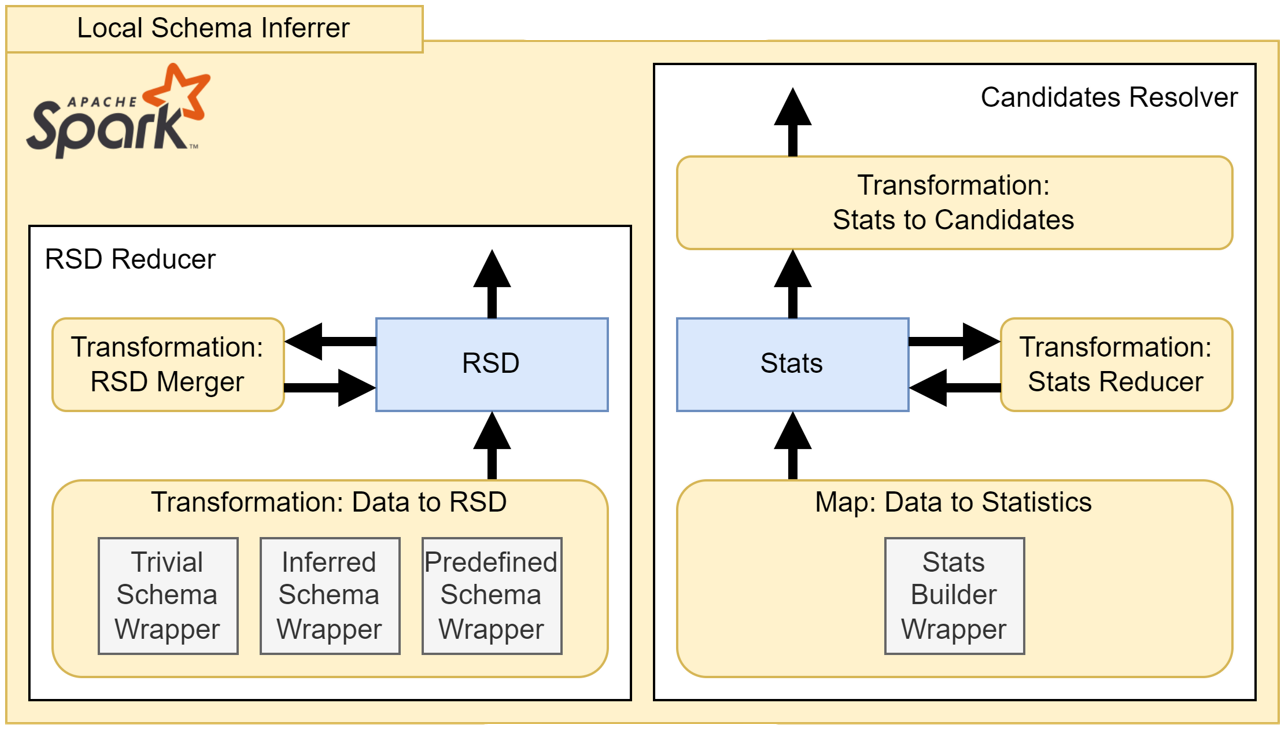 Local Schema Inferrer
APACHE
Spark™
RSD Reducer
Transformation:
RSD Merger
RSD
Transformation: Data to RSD
Trivial
Schema
Wrapper
Inferred
Schema
Wrapper
Predefined
Schema
Wrapper
Candidates Resolver
Transformation:
Stats to Candidates
Stats
Transformation:
Stats Reducer
Map: Data to Statistics
Stats
Builder
Wrapper